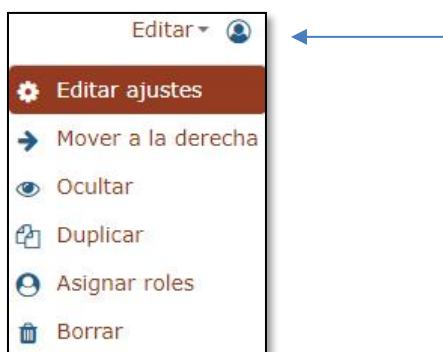 Editar
Editar ajustes
Mover a la derecha
Ocultar
Duplicar
Asignar roles
Borrar